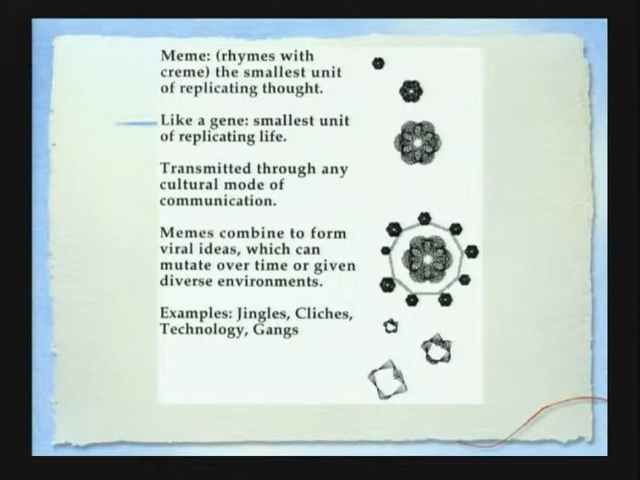 Meme: (rhymes with
creme) the smallest unit
of replicating thought.
Like a gene: smallest unit
of replicating life.
Transmitted through any
cultural mode of
communication.
Memes combine to form
viral ideas, which can
mutate over time or given
diverse environments.
Examples: Jingles, Cliches,
Technology, Gangs